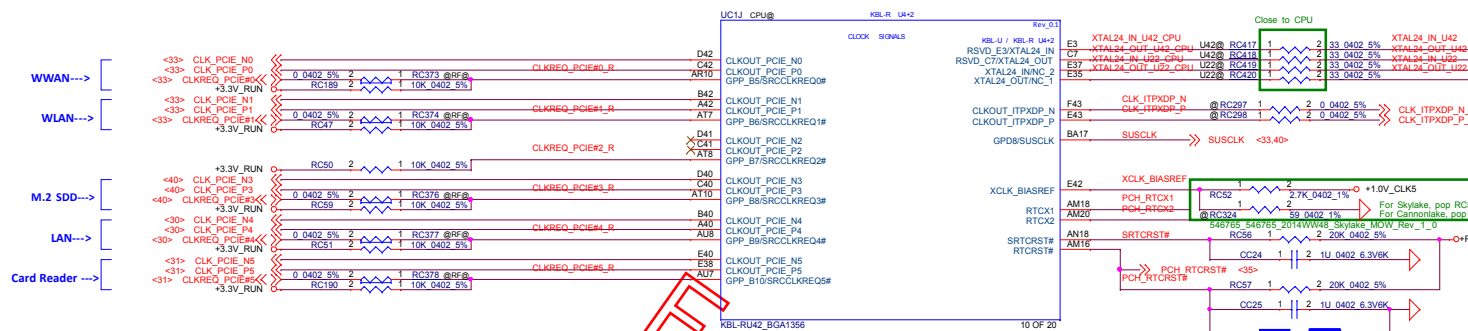 UC1J CPU@
KBL-R U4+2
Rev_0.1
CLOCK SIGNALS
KBL-U / KBL-R U4+2
Close to CPU
WWAN--->
<33> CLK_PCIE_N0
<33> CLK_PCIE_P0
<33> CLKREQ_PCIE#0
+3.3V_RUN
0_0402_5% 1 2 RC373 @RF@
RC189 2 1 10K_0402_5%
CLKREQ_PCIE#0_R
D42 CLKOUT_PCIE_N0
C42 CLKOUT_PCIE_P0
AR10 GPP_B5/SRCCLKREQ0#
WLAN--->
<33> CLK_PCIE_N1
<33> CLK_PCIE_P1
<33> CLKREQ_PCIE#1
+3.3V_RUN
0_0402_5% 1 2 RC374 @RF@
RC47 2 1 10K_0402_5%
CLKREQ_PCIE#1_R
B42 CLKOUT_PCIE_N1
A42 CLKOUT_PCIE_P1
AT7 GPP_B6/SRCCLKREQ1#
+3.3V_RUN
RC50 2 1 10K_0402_5%
CLKREQ_PCIE#2_R
D41 CLKOUT_PCIE_N2
C41 CLKOUT_PCIE_P2
AT8 GPP_B7/SRCCLKREQ2#
M.2 SDD--->
<40> CLK_PCIE_N3
<40> CLK_PCIE_P3
<40> CLKREQ_PCIE#3
+3.3V_RUN
0_0402_5% 1 2 RC376 @RF@
RC59 2 1 10K_0402_5%
CLKREQ_PCIE#3_R
D40 CLKOUT_PCIE_N3
C40 CLKOUT_PCIE_P3
AT10 GPP_B8/SRCCLKREQ3#
LAN--->
<30> CLK_PCIE_N4
<30> CLK_PCIE_P4
<30> CLKREQ_PCIE#4
+3.3V_RUN
0_0402_5% 1 2 RC377 @RF@
RC51 2 1 10K_0402_5%
CLKREQ_PCIE#4_R
B40 CLKOUT_PCIE_N4
A40 CLKOUT_PCIE_P4
AU8 GPP_B9/SRCCLKREQ4#
Card Reader --->
<31> CLK_PCIE_N5
<31> CLK_PCIE_P5
<31> CLKREQ_PCIE#5
+3.3V_RUN
0_0402_5% 1 2 RC378 @RF@
RC190 2 1 10K_0402_5%
CLKREQ_PCIE#5_R
E40 CLKOUT_PCIE_N5
E38 CLKOUT_PCIE_P5
AU7 GPP_B10/SRCCLKREQ5#
RSVD_E3/XTAL24_IN E3 XTAL24_IN_U42_CPU U42@ RC417 1 2 33_0402_5% XTAL24_IN_U42
RSVD_C7/XTAL24_OUT C7 XTAL24_OUT_U42_CPU U42@ RC418 1 2 33_0402_5% XTAL24_OUT_U42
XTAL24_IN/NC_2 E37 XTAL24_IN_U22_CPU U22@ RC419 1 2 33_0402_5% XTAL24_IN_U22
XTAL24_OUT/NC_1 E35 XTAL24_OUT_U22_CPU U22@ RC420 1 2 33_0402_5% XTAL24_OUT_U22
CLKOUT_ITPXDP_N F43 CLK_ITPXDP_N @ RC297 1 2 0_0402_5% CLK_ITPXDP_N
CLKOUT_ITPXDP_P E43 CLK_ITPXDP_P @ RC298 1 2 0_0402_5% CLK_ITPXDP_P
GPD8/SUSCLK BA17 SUSCLK SUSCLK <33,40>
XCLK_BIASREF E42 XCLK_BIASREF RC52 1 2 2.7K_0402_1% +1.0V_CLK5
RTCX1 AM18 PCH_RTCX1
RTCX2 AM20 PCH_RTCX2
@RC324 1 2 59_0402_1%
For Skylake, pop RC
For Cannonlake, pop
546765_546765_2014WW48_Skylake_MOW_Rev_1_0
SRTCRST# AN18 SRTCRST# RC56 1 2 20K_0402_5%
RTCRST# AM16
CC24 1 2 1U_0402_6.3V6K
PCH_RTCRST# <35>
PCH_RTCRST# RC57 1 2 20K_0402_5%
CC25 1 2 1U_0402_6.3V6K
KBL-RU42_BGA1356
10 OF 20